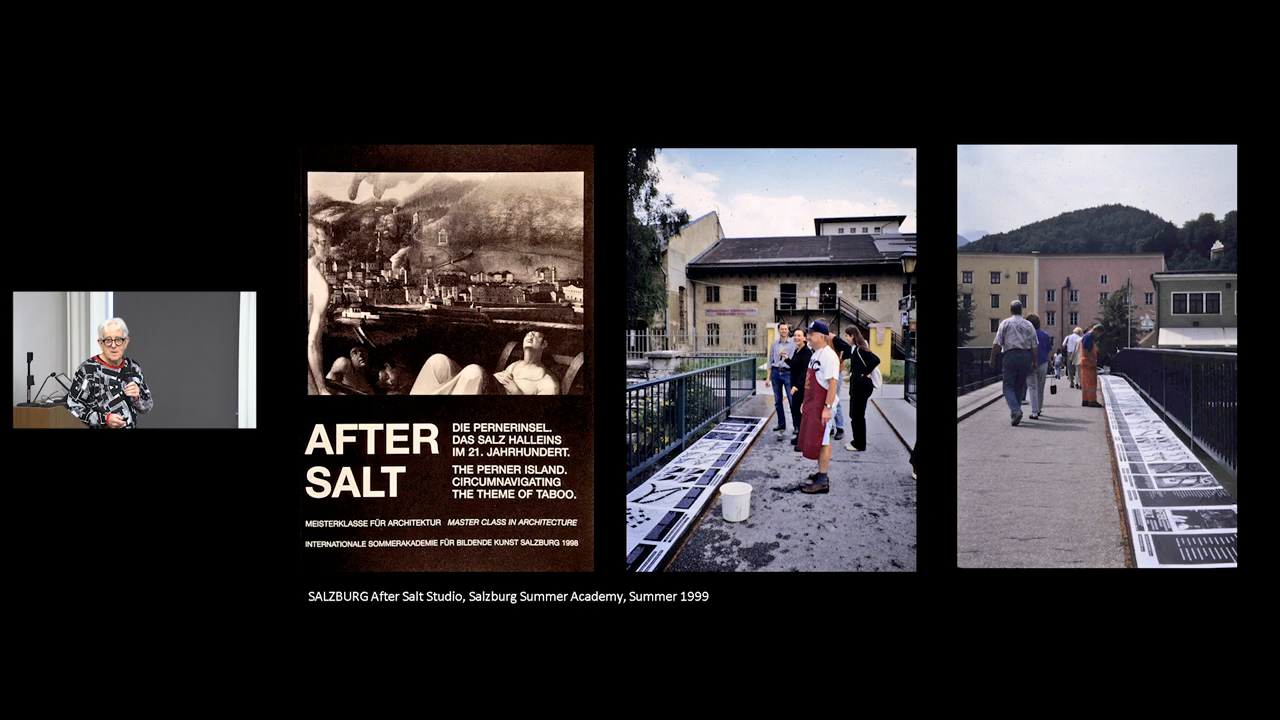 AFTER
SALT
DIE PERNERINSEL.
DAS SALZ HALLEINS
IM 21. JAHRHUNDERT.
THE PERNER ISLAND.
CIRCUMNAVIGATING
THE THEME OF TABOO.
MEISTERKLASSE FÜR ARCHITEKTUR MASTER CLASS IN ARCHITECTURE
INTERNATIONALE SOMMERAKADEMIE FÜR BILDENDE KUNST SALZBURG 1998
SALZBURG After Salt Studio, Salzburg Summer Academy, Summer 1999